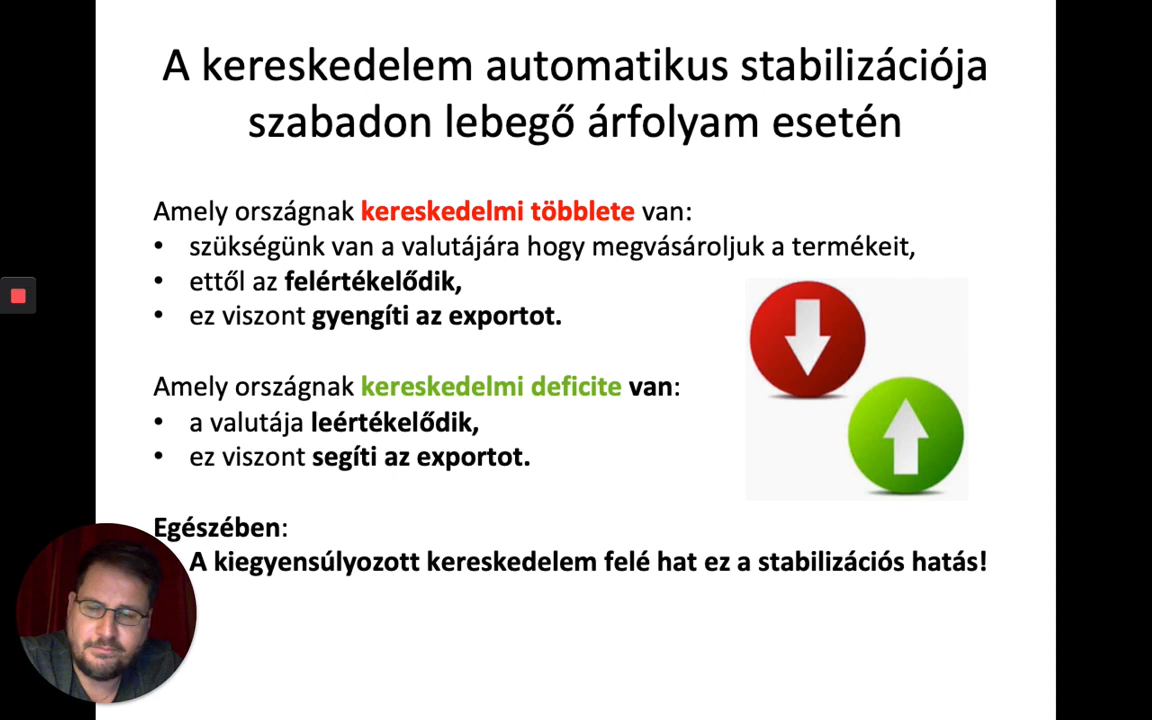 A kereskedelem automatikus stabilizációja
szabadon lebegő árfolyam esetén
Amely országnak kereskedelmi többlete van:
• szükségünk van a valutájára hogy megvásároljuk a termékeit,
• ettől az felértékelődik,
• ez viszont gyengíti az exportot.
Amely országnak kereskedelmi deficite van:
• a valutája leértékelődik,
• ez viszont segíti az exportot.
Egészében:
A kiegyensúlyozott kereskedelem felé hat ez a stabilizációs hatás!